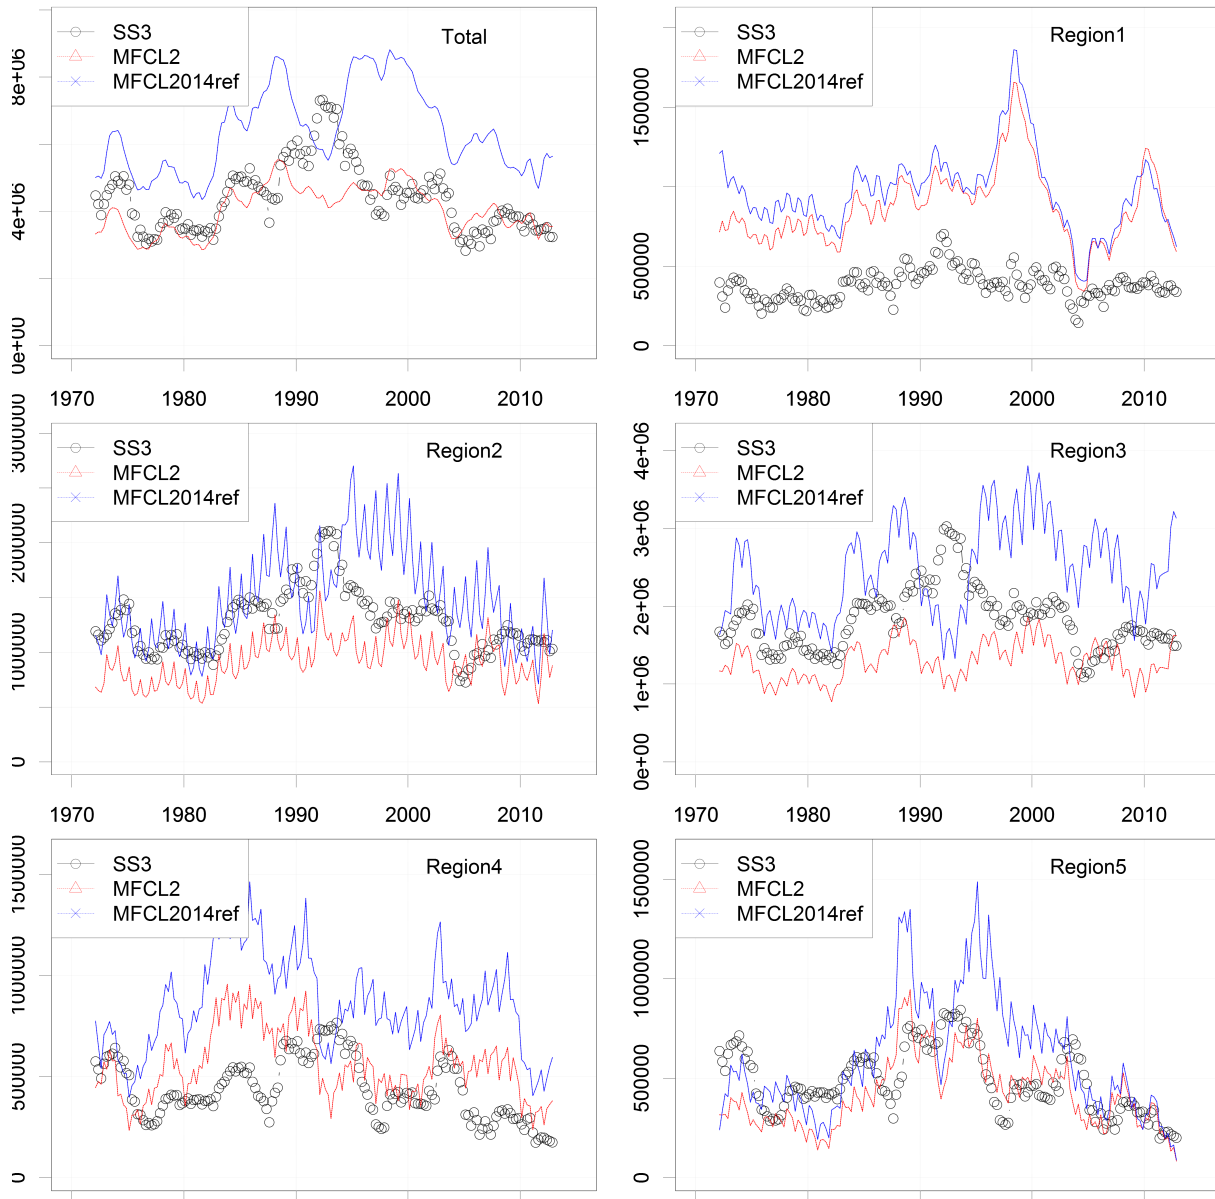 SS3
MFCL2
MFCL2014ref
Total
0e+00 4e+06 8e+06
1970 1980 1990 2000 2010
SS3
MFCL2
MFCL2014ref
Region1
0 500000 1500000
1970 1980 1990 2000 2010
SS3
MFCL2
MFCL2014ref
Region2
0 1000000 2000000 3000000
1970 1980 1990 2000 2010
SS3
MFCL2
MFCL2014ref
Region3
0e+00 1e+06 2e+06 3e+06 4e+06
1970 1980 1990 2000 2010
SS3
MFCL2
MFCL2014ref
Region4
0 500000 1000000 1500000
SS3
MFCL2
MFCL2014ref
Region5
0 500000 1000000 1500000